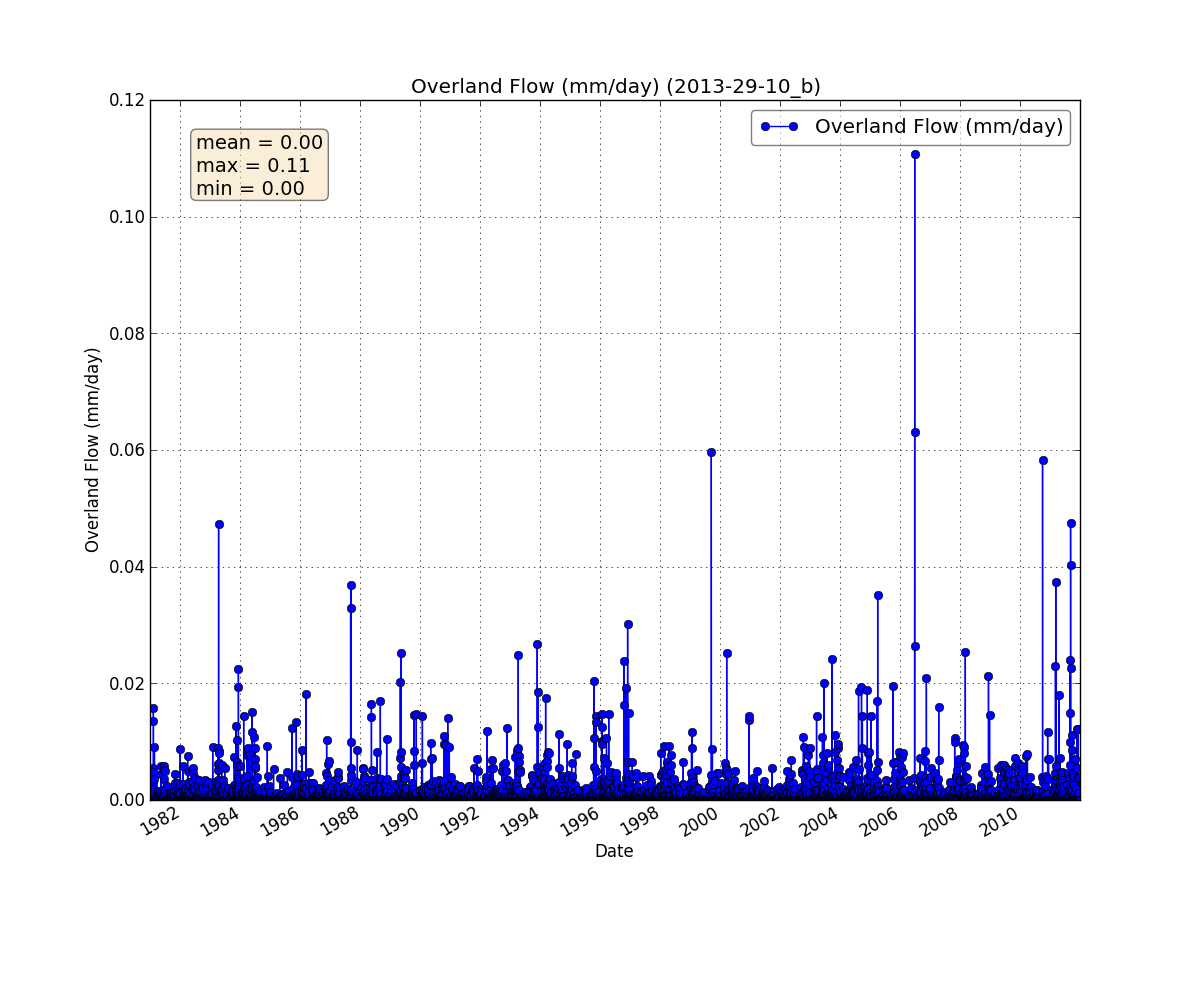 Overland Flow (mm/day) (2013-29-10_b)
0.12
0.10
0.08
0.06
0.04
0.02
0.00
Overland Flow (mm/day)
mean = 0.00
max = 0.11
min = 0.00
Overland Flow (mm/day)
1982 1984 1986 1988 1990 1992 1994 1996 1998 2000 2002 2004 2006 2008 2010
Date